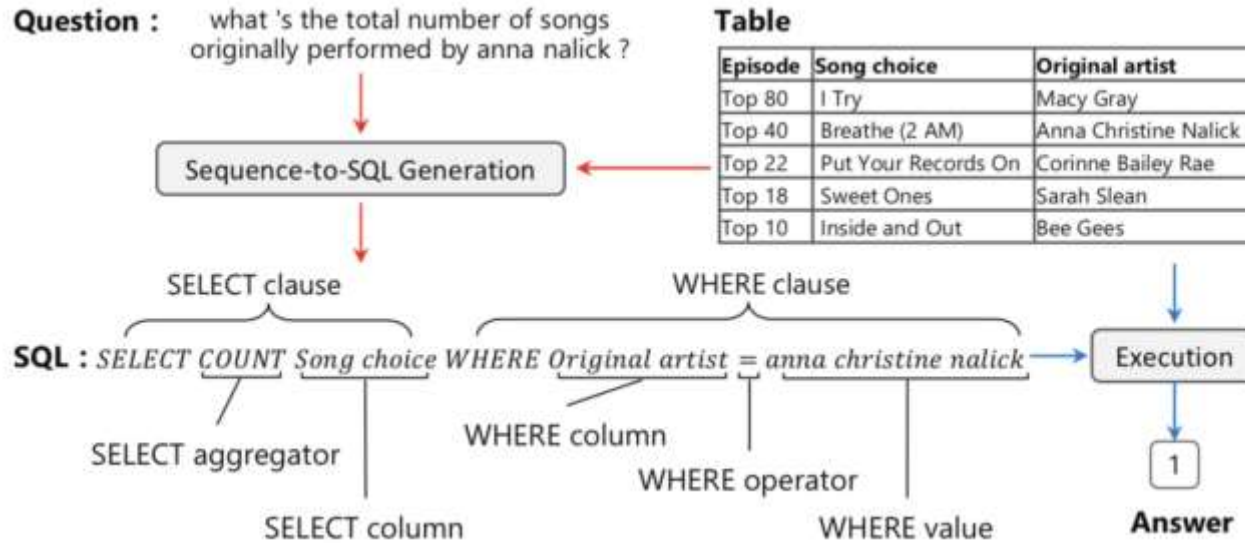 Question :
what 's the total number of songs
originally performed by anna nalick ?
Table
Episode Song choice Original artist
Top 80 I Try Macy Gray
Top 40 Breathe (2 AM) Anna Christine Nalick
Top 22 Put Your Records On Corinne Bailey Rae
Top 18 Sweet Ones Sarah Slean
Top 10 Inside and Out Bee Gees
Sequence-to-SQL Generation
SELECT clause
WHERE clause
SQL : SELECT COUNT Song choice WHERE Original artist = anna christine nalick
Execution
SELECT aggregator
WHERE column
WHERE operator
SELECT column
WHERE value
1
Answer